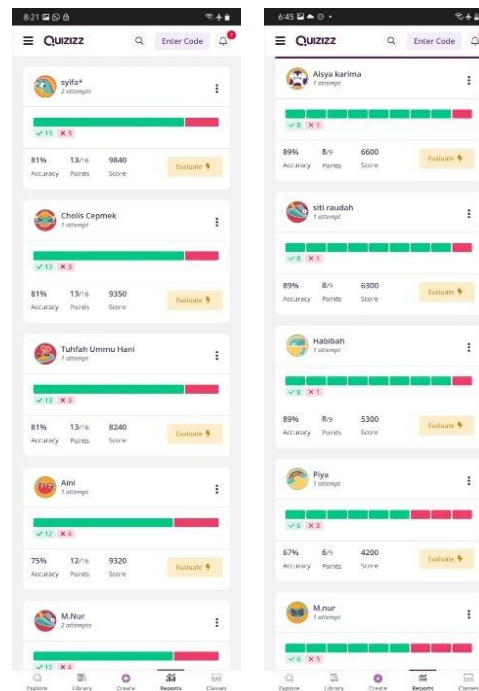 8:21
Quizizz
Enter Code
7
syifa*
2 attempts
13 3
81% 13/16 9840
Accuracy Points Score
Evaluate
Cholis Cepmek
1 attempt
13 3
81% 13/16 9350
Accuracy Points Score
Evaluate
Tuhfah Ummu Hani
1 attempt
13 3
81% 13/16 8240
Accuracy Points Score
Evaluate
Aini
1 attempt
12 4
75% 12/16 9320
Accuracy Points Score
Evaluate
M.Nur
2 attempts
12 4
Explore Library Create Reports Classes
6:45
Quizizz
Enter Code
Aisya karima
1 attempt
8 1
89% 8/9 6600
Accuracy Points Score
Evaluate
siti raudah
1 attempt
8 1
89% 8/9 6300
Accuracy Points Score
Evaluate
Habibah
1 attempt
8 1
89% 8/9 5300
Accuracy Points Score
Evaluate
Piya
1 attempt
6 3
67% 6/9 4200
Accuracy Points Score
Evaluate
M.nur
1 attempt
6 3
Explore Library Create Reports Classes